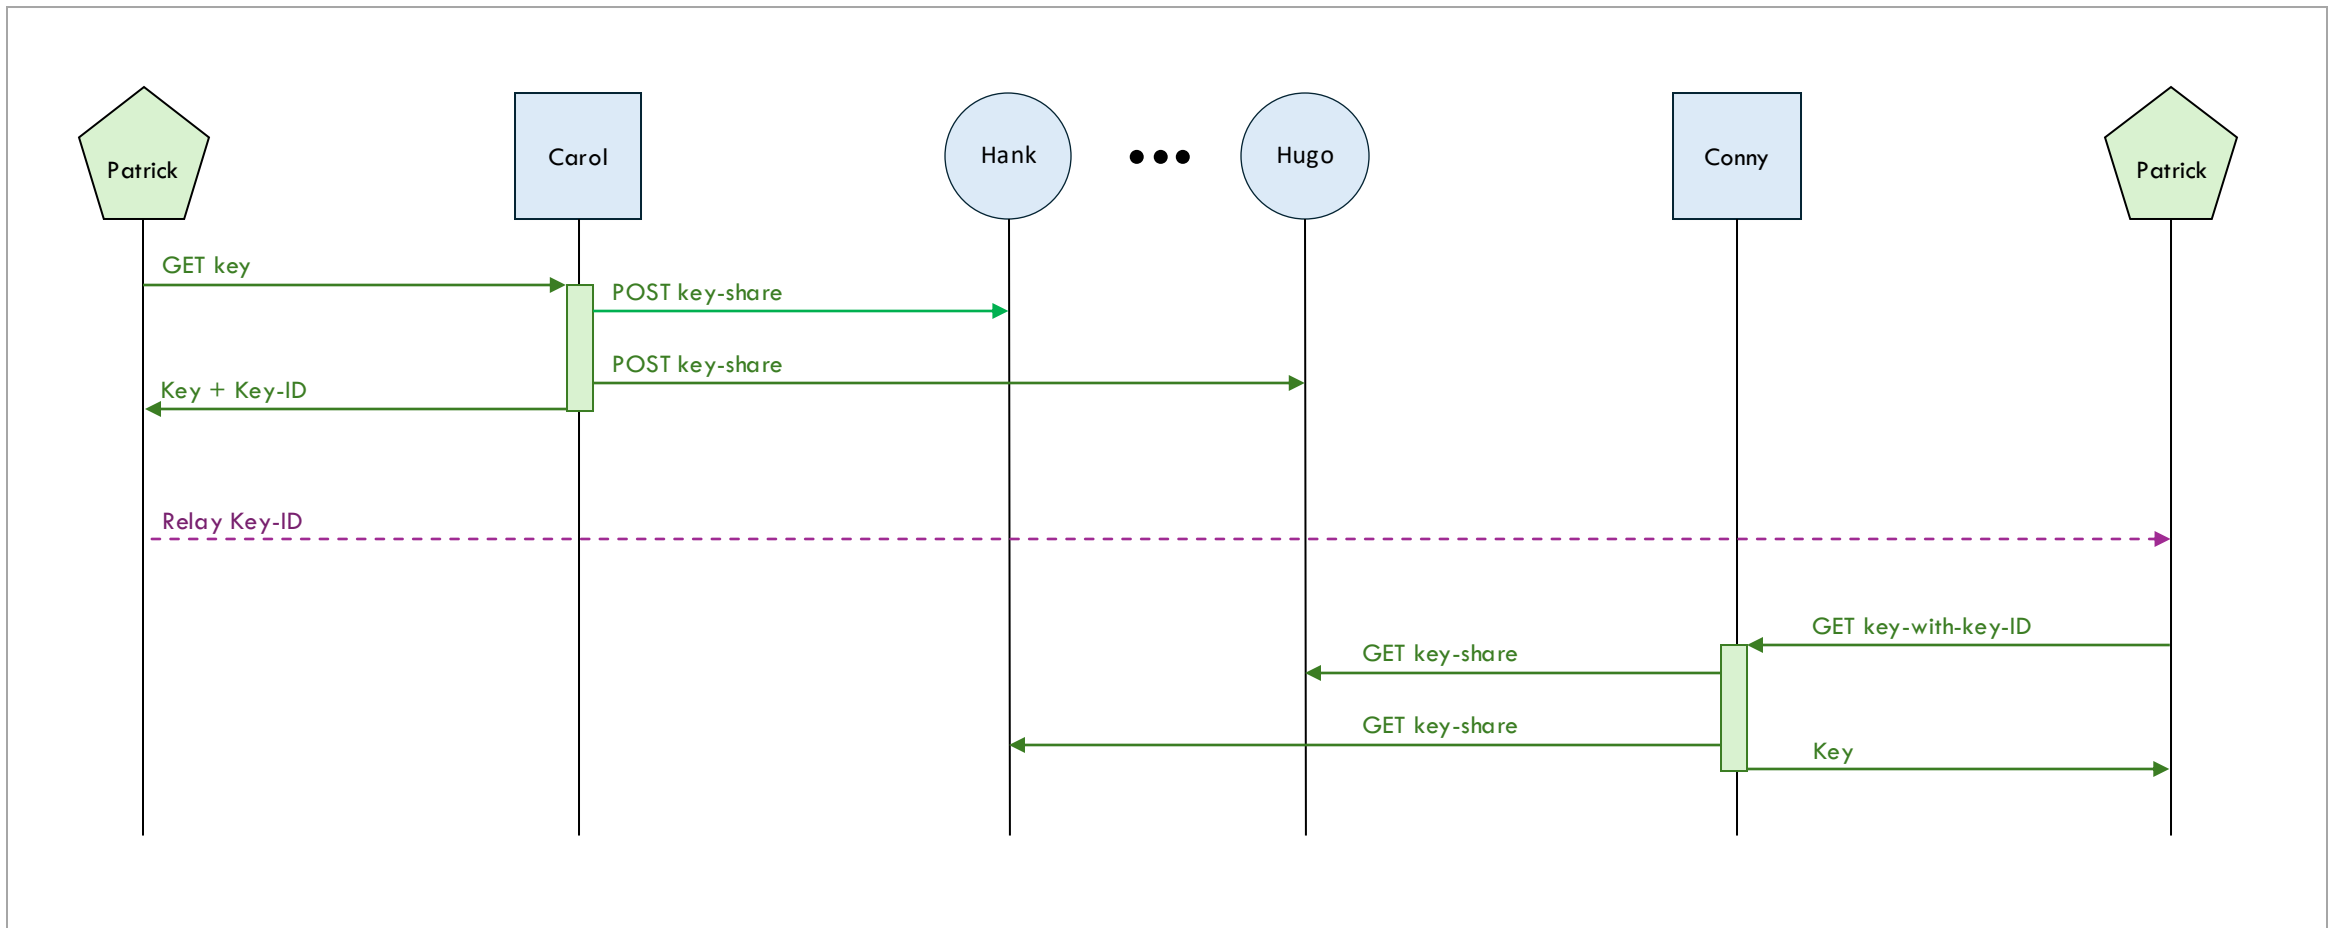 Patrick
Carol
Hank
Hugo
Conny
Patrick
GET key
POST key-share
POST key-share
Key + Key-ID
Relay Key-ID
GET key-with-key-ID
GET key-share
GET key-share
Key